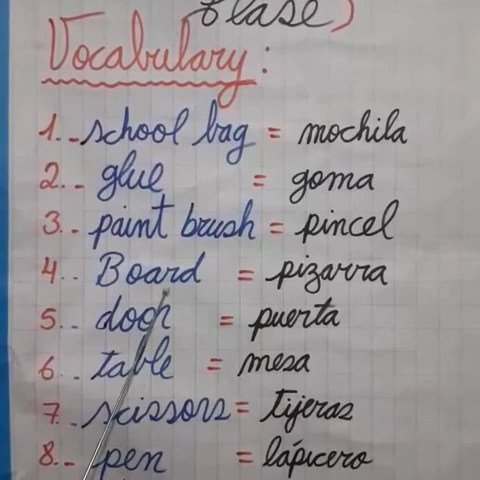 clase)
Vocabulary:
1.. school bag = mochila
2.. glue = goma
3.. paint brush = pincel
4.. Board = pizarra
5.. door = puerta
6.. table = mesa
7.. scissors = tijeras
8.. pen = lápicero